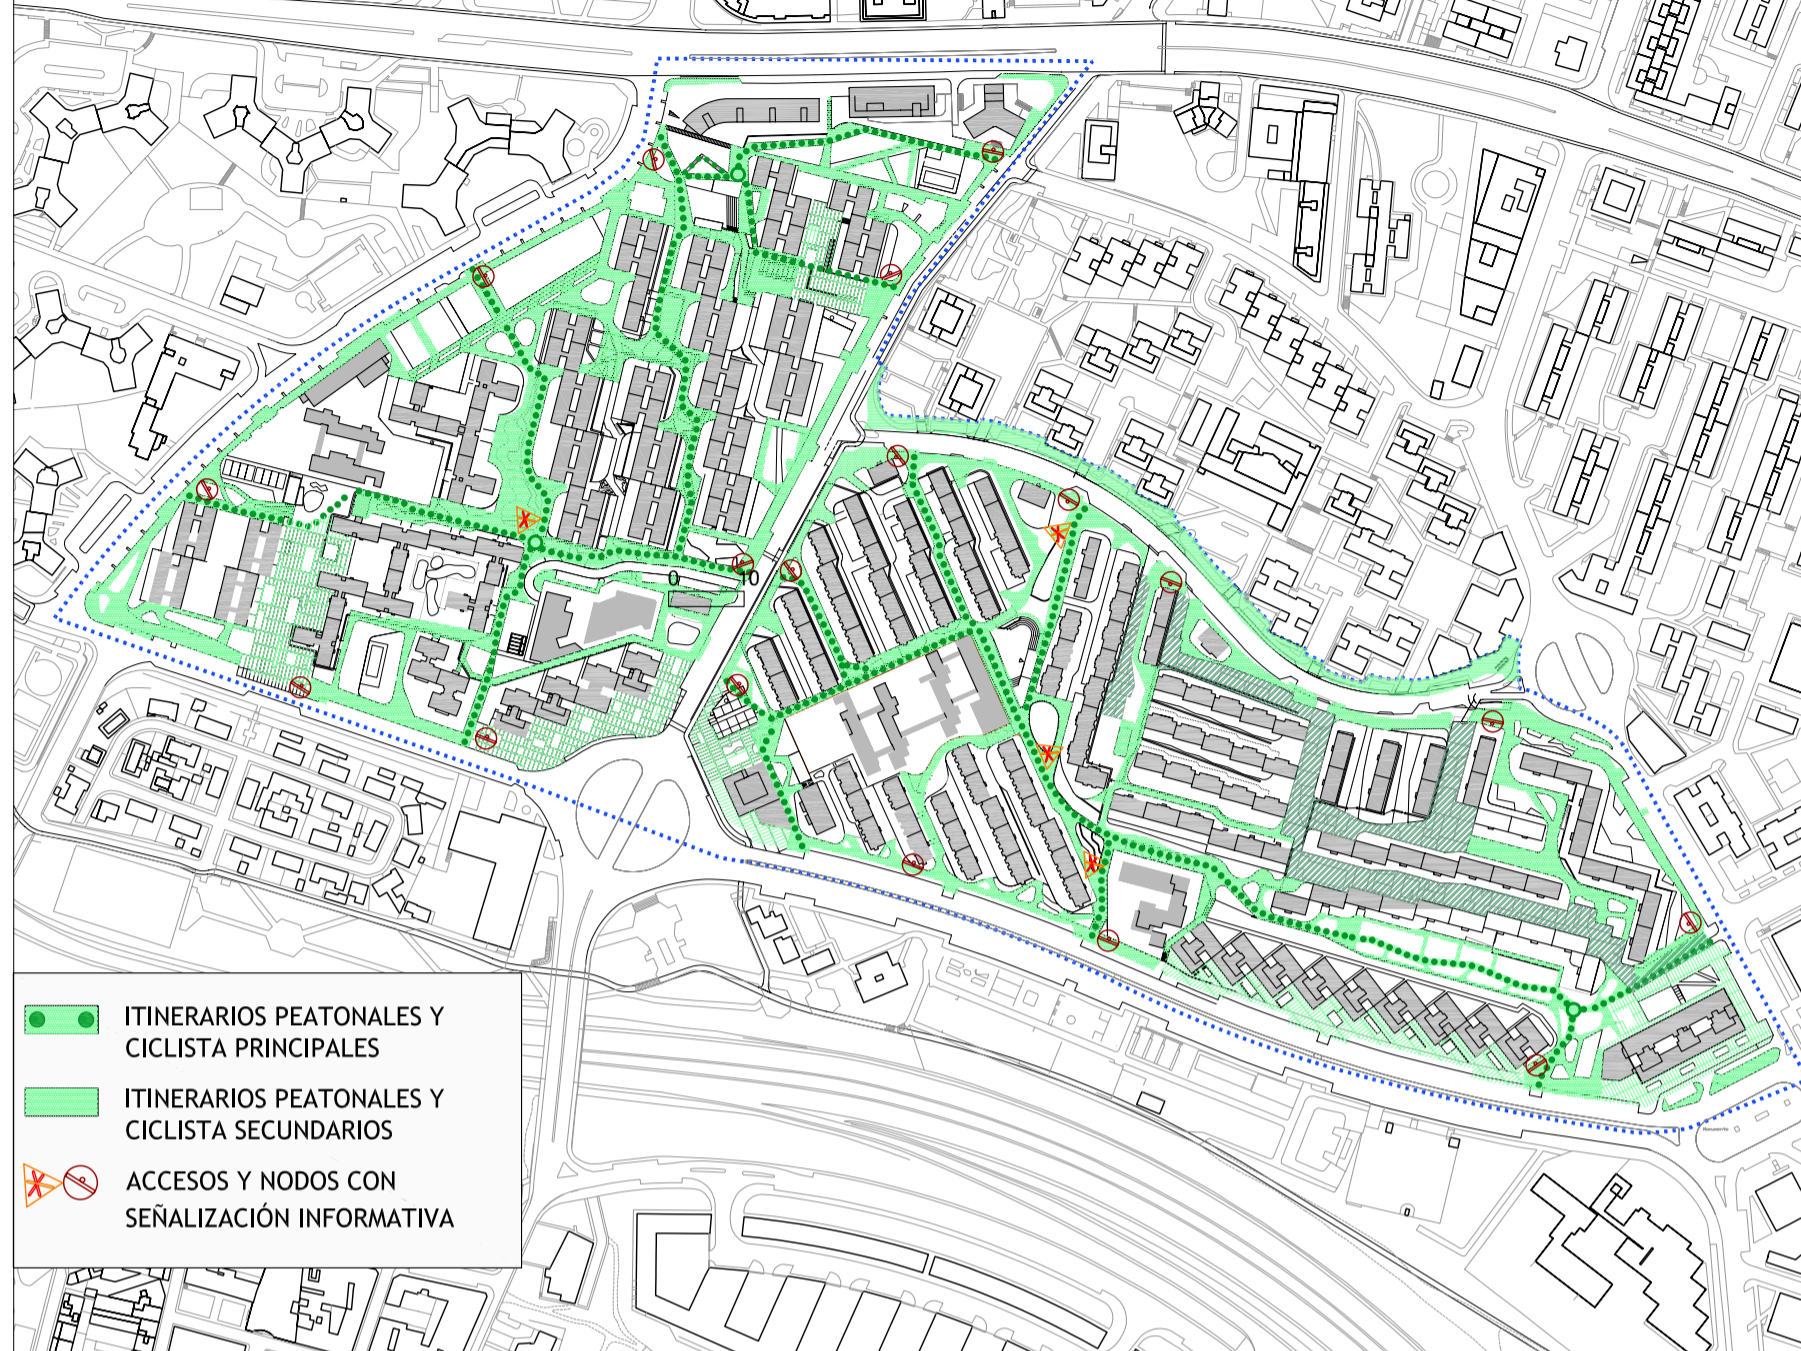 0 10
ITINERARIOS PEATONALES Y
CICLISTA PRINCIPALES
ITINERARIOS PEATONALES Y
CICLISTA SECUNDARIOS
ACCESOS Y NODOS CON
SEÑALIZACIÓN INFORMATIVA